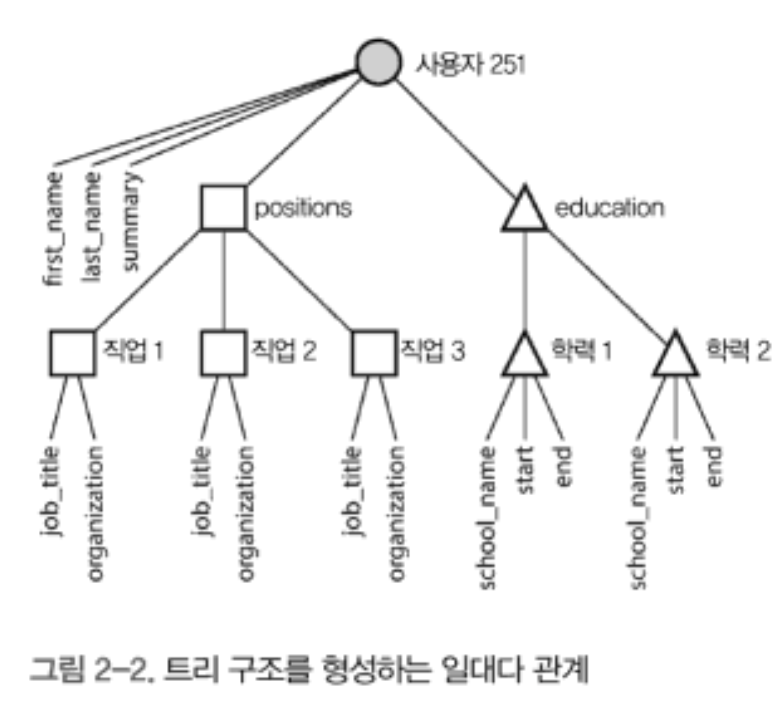 사용자 251
first_name
last_name
summary
positions
education
직업 1
직업 2
직업 3
학력 1
학력 2
job_title
organization
job_title
organization
job_title
organization
school_name
start
end
school_name
start
end
그림 2-2. 트리 구조를 형성하는 일대다 관계